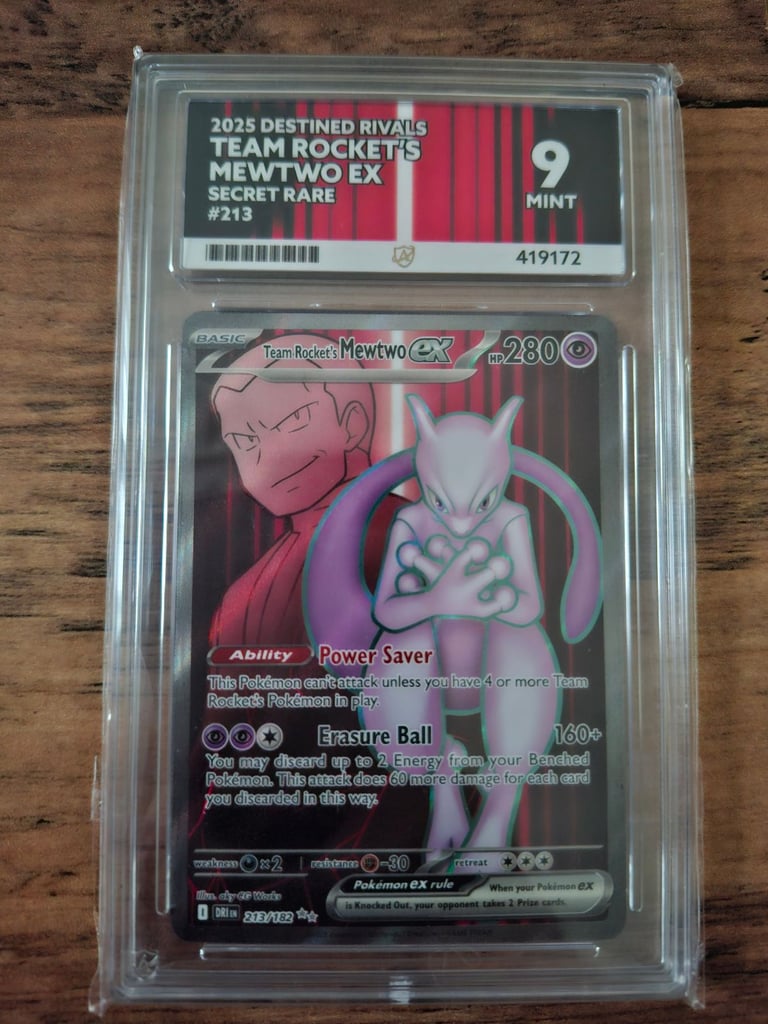 2025 DESTINED RIVALS
TEAM ROCKET'S
MEWTWO EX
SECRET RARE
#213
9
MINT
419172
BASIC
Team Rocket's Mewtwo ex
HP 280
Ability Power Saver
This Pokémon can't attack unless you have 4 or more Team
Rocket's Pokémon in play.
Erasure Ball 160+
You may discard up to 2 Energy from your Benched
Pokémon. This attack does 60 more damage for each card
you discarded in this way.
weakness ×2 resistance -30 retreat
Pokémon ex rule When your Pokémon ex
is Knocked Out, your opponent takes 2 Prize cards.
Illus. aky CG Works
DRI EN 213/182